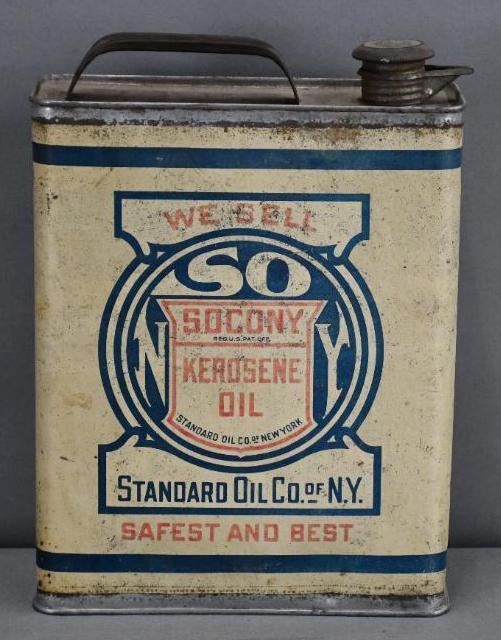 WE SELL
SO
N Y
SOCONY
REG.U.S.PAT.OFF.
KEROSENE
OIL
STANDARD OIL CO. OF NEW YORK
STANDARD OIL CO. OF N.Y.
SAFEST AND BEST